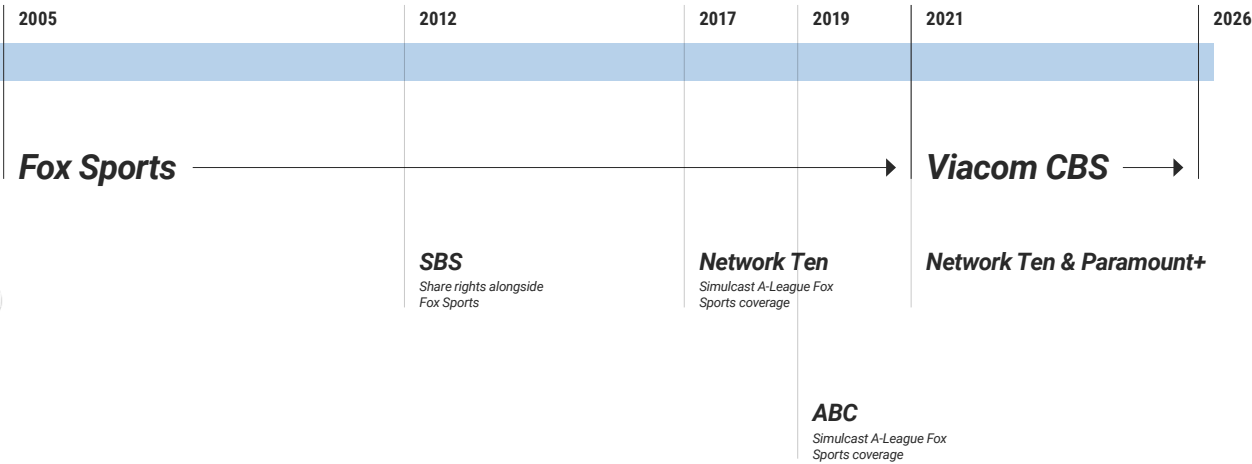 2005
2012
2017
2019
2021
2026
Fox Sports
Viacom CBS
SBS
Share rights alongside
Fox Sports
Network Ten
Simulcast A-League Fox
Sports coverage
Network Ten & Paramount+
ABC
Simulcast A-League Fox
Sports coverage